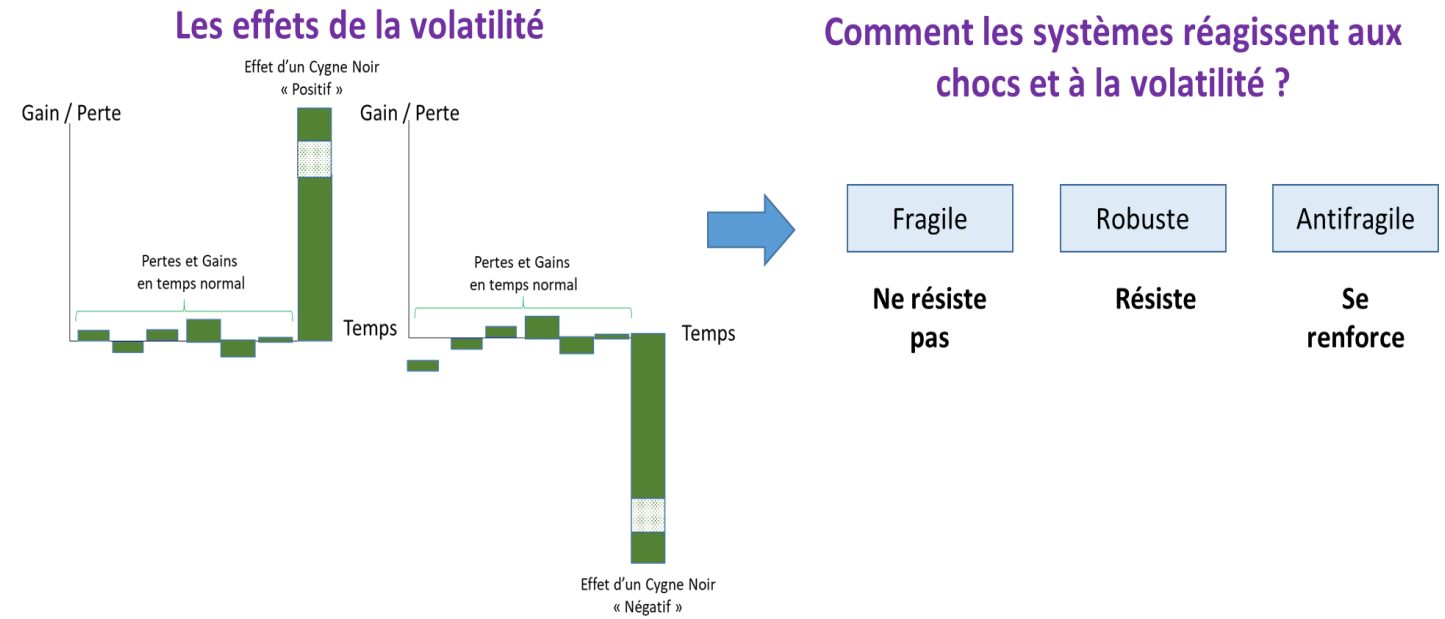 Les effets de la volatilité
Effet d’un Cygne Noir
« Positif »
Gain / Perte
Pertes et Gains
en temps normal
Temps
Gain / Perte
Pertes et Gains
en temps normal
Temps
Effet d’un Cygne Noir
« Négatif »
Comment les systèmes réagissent aux
chocs et à la volatilité ?
Fragile
Robuste
Antifragile
Ne résiste
pas
Résiste
Se
renforce